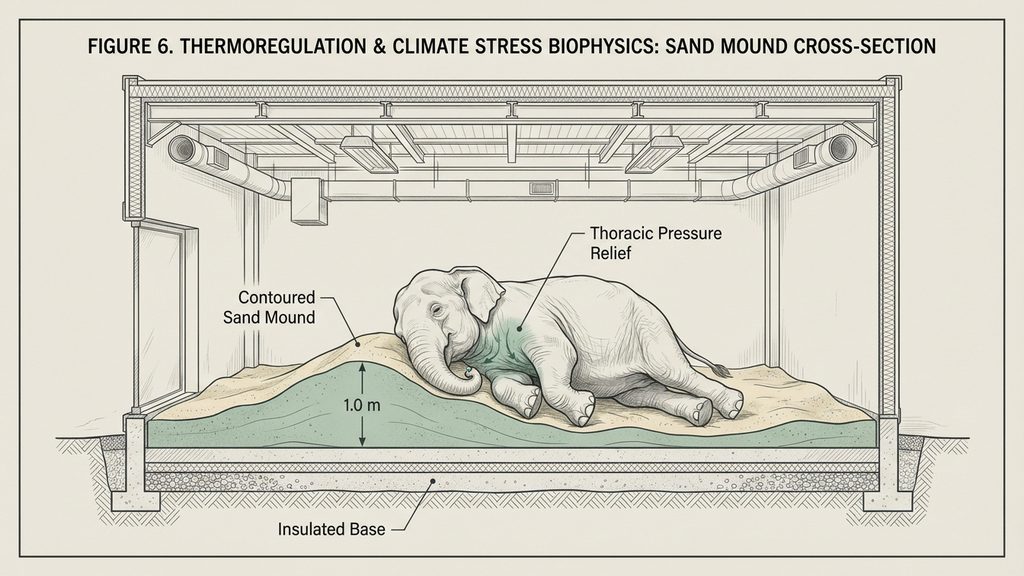 FIGURE 6. THERMOREGULATION & CLIMATE STRESS BIOPHYSICS: SAND MOUND CROSS-SECTION
Thoracic Pressure
Relief
Contoured
Sand Mound
1.0 m
Insulated Base